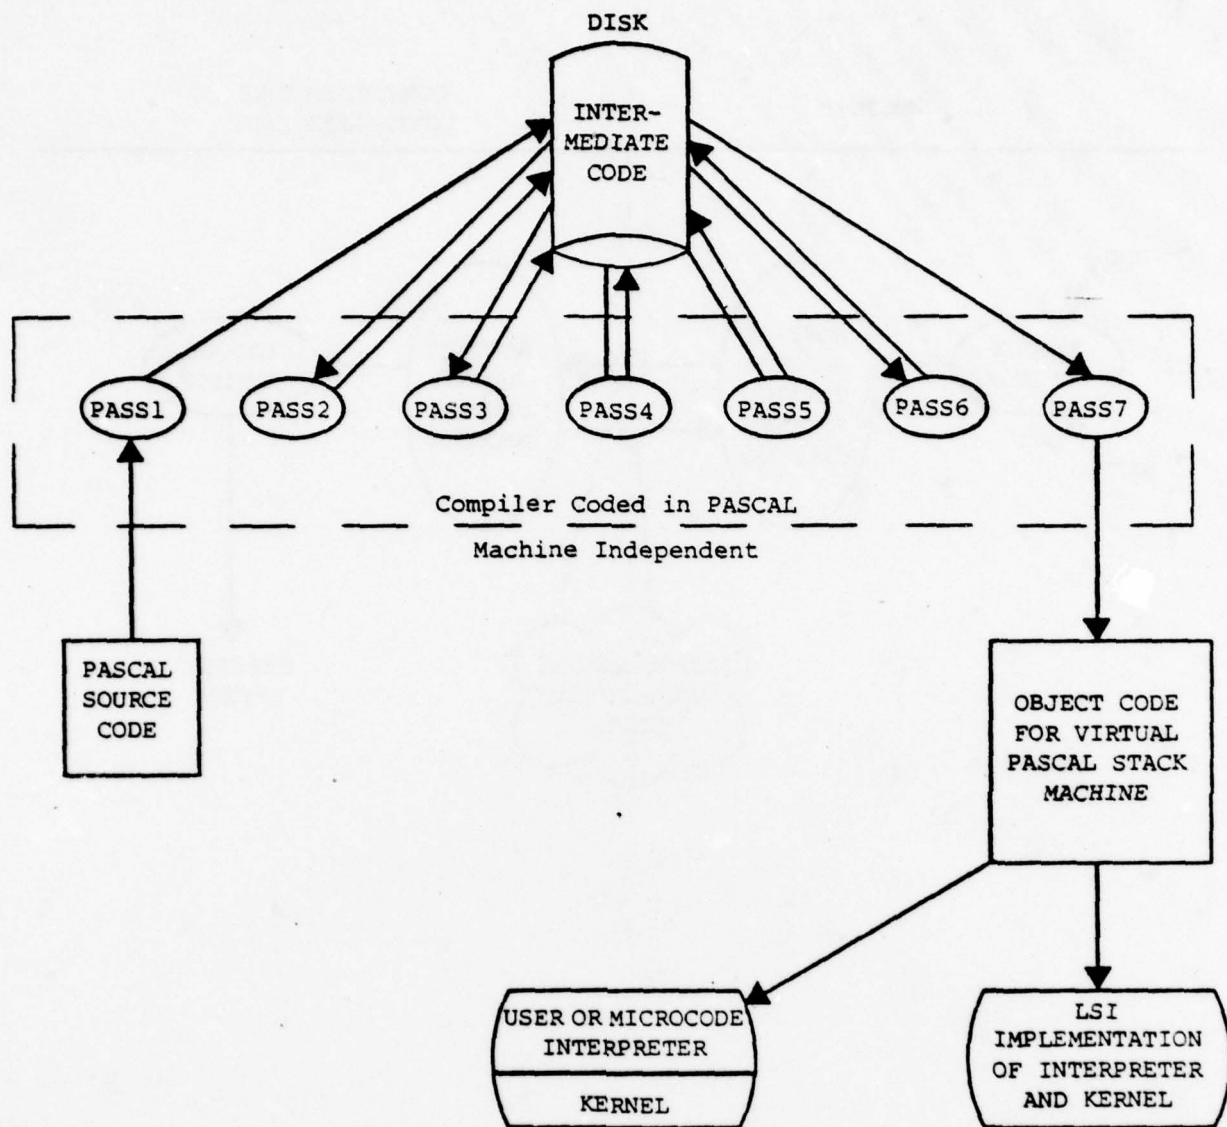 DISK
INTER-
MEDIATE
CODE
PASS1
PASS2
PASS3
PASS4
PASS5
PASS6
PASS7
Compiler Coded in PASCAL
Machine Independent
PASCAL
SOURCE
CODE
OBJECT CODE
FOR VIRTUAL
PASCAL STACK
MACHINE
USER OR MICROCODE
INTERPRETER
KERNEL
LSI
IMPLEMENTATION
OF INTERPRETER
AND KERNEL